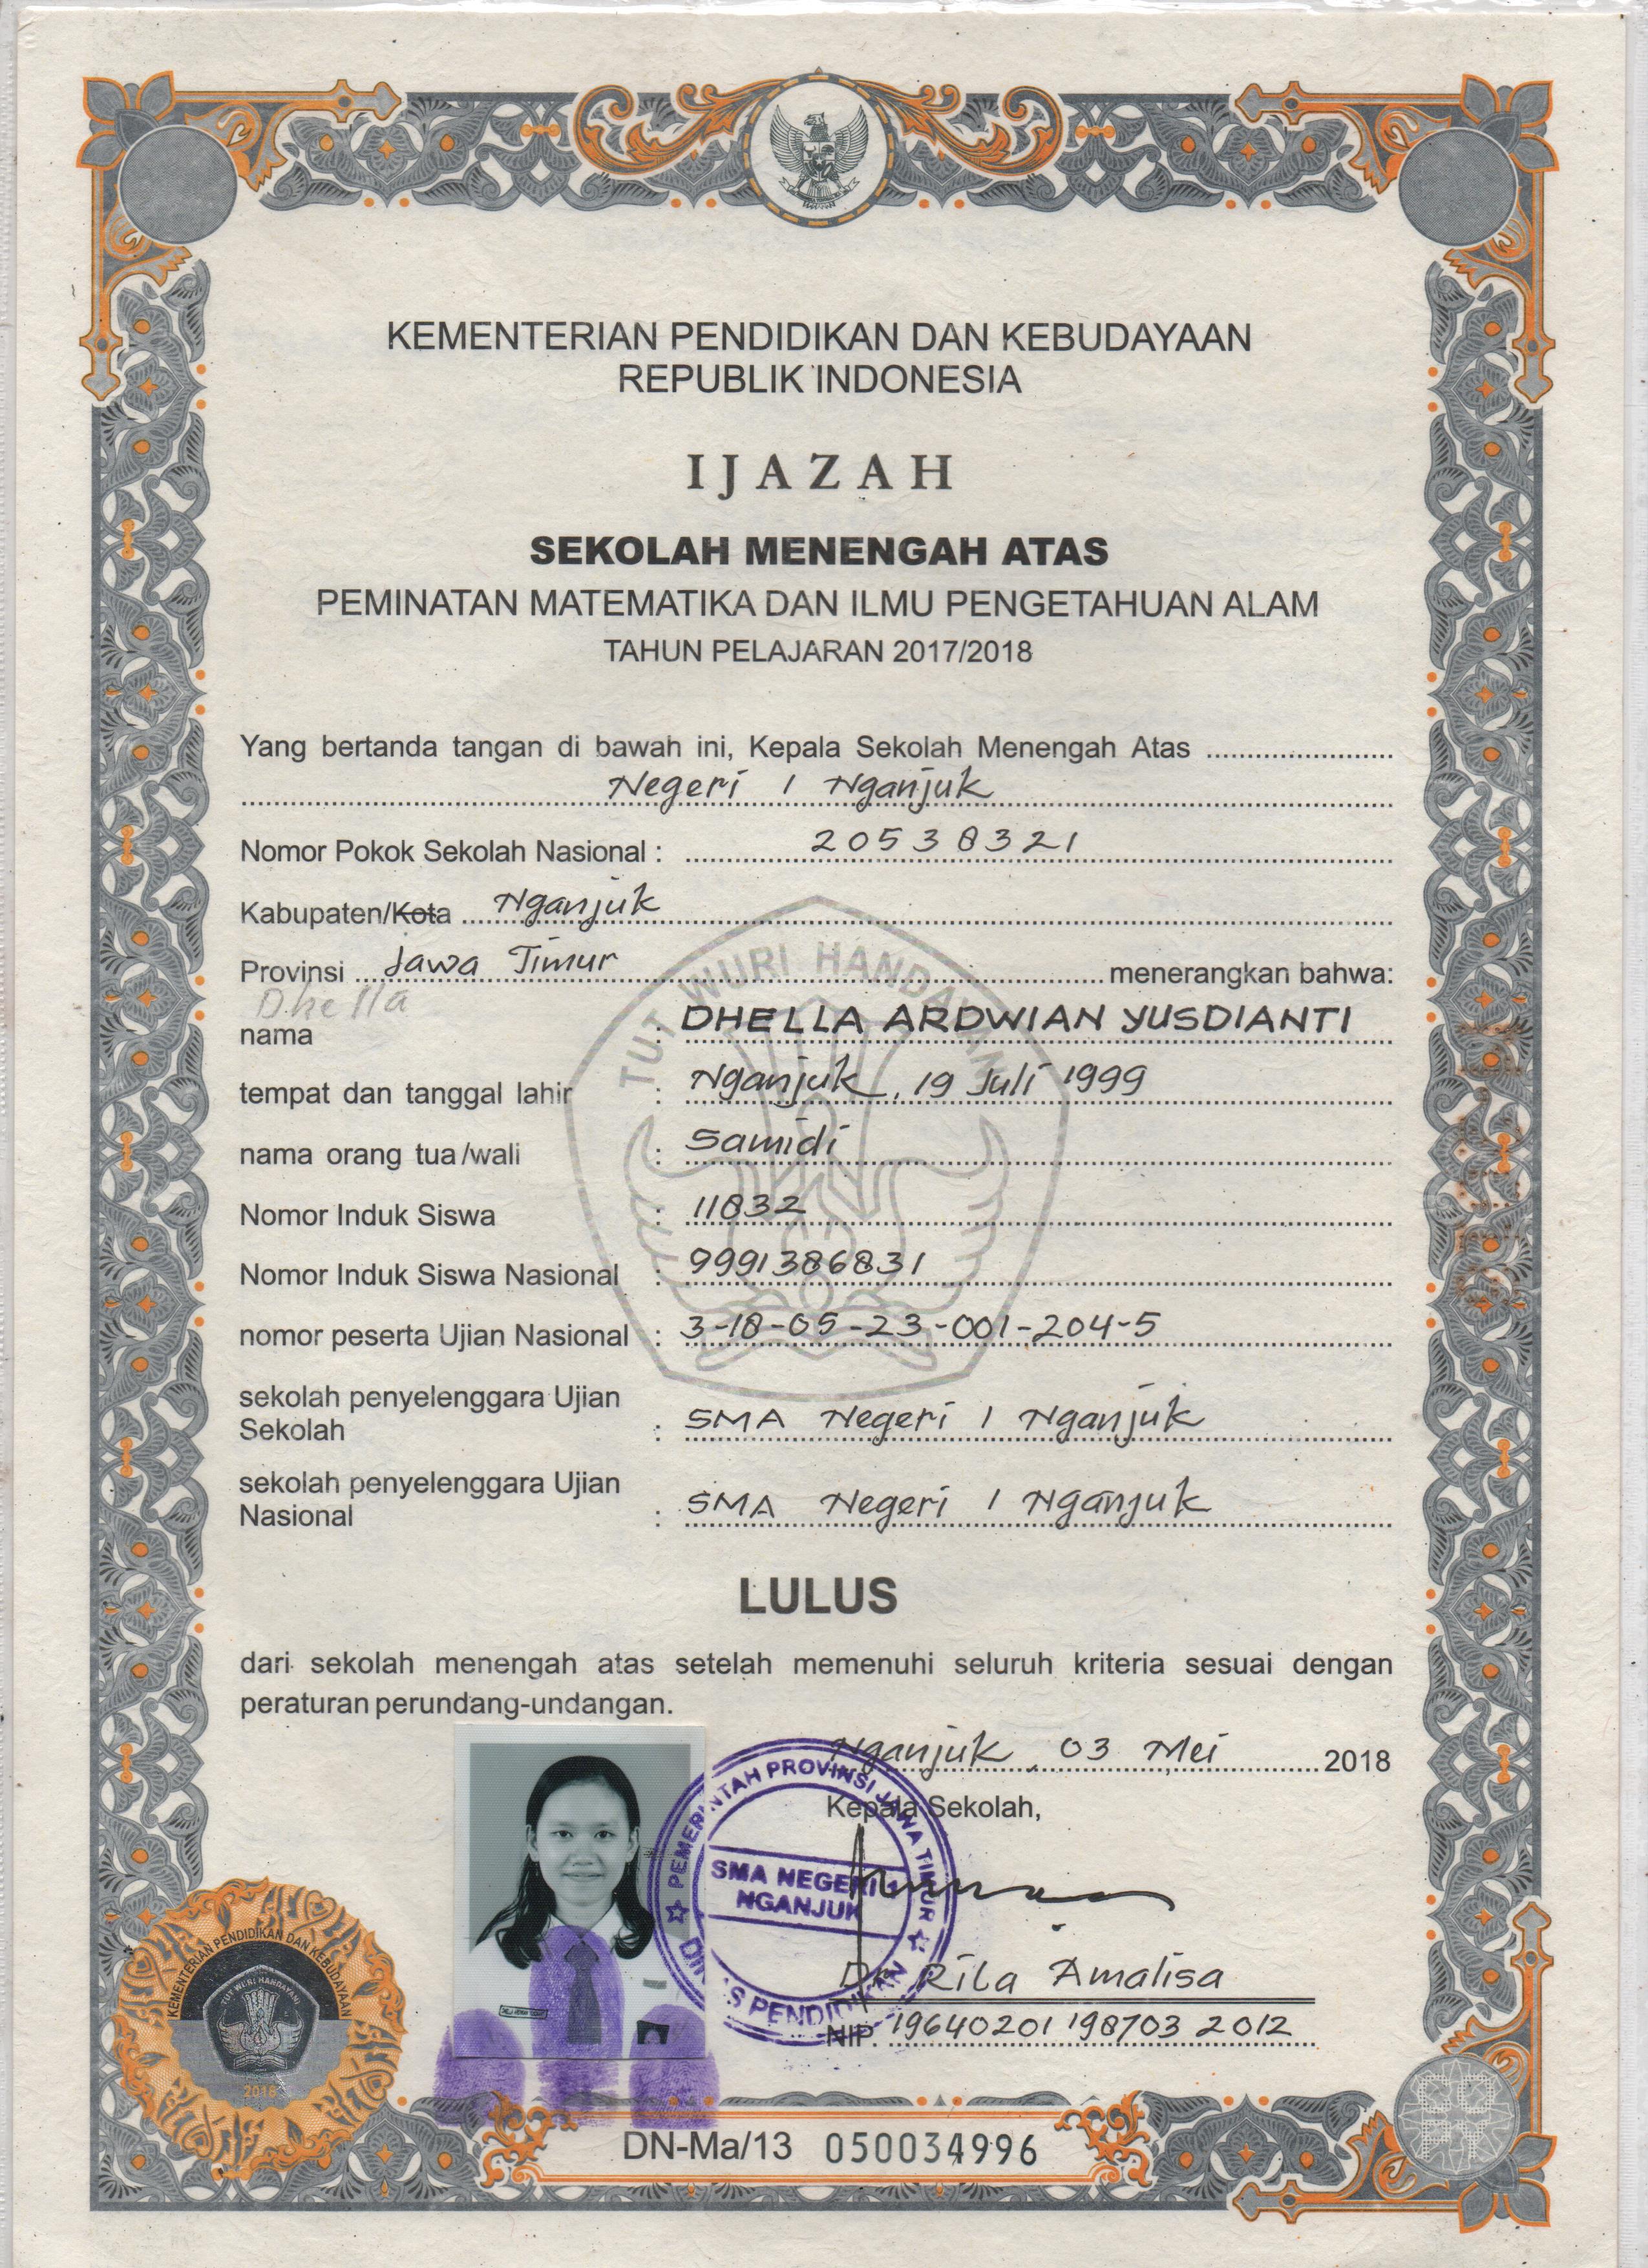 KEMENTERIAN PENDIDIKAN DAN KEBUDAYAAN
REPUBLIK INDONESIA
IJAZAH
SEKOLAH MENENGAH ATAS
PEMINATAN MATEMATIKA DAN ILMU PENGETAHUAN ALAM
TAHUN PELAJARAN 2017/2018
Yang bertanda tangan di bawah ini, Kepala Sekolah Menengah Atas
Negeri 1 Nganjuk
Nomor Pokok Sekolah Nasional : 20538321
Kabupaten/Kota Nganjuk
Provinsi Jawa Timur menerangkan bahwa:
Dhella
nama : DHELLA ARDWIAN YUSDIANTI
tempat dan tanggal lahir : Nganjuk, 19 Juli 1999
nama orang tua/wali : Samidi
Nomor Induk Siswa : 11832
Nomor Induk Siswa Nasional : 9991386831
nomor peserta Ujian Nasional : 3-18-05-23-001-204-5
sekolah penyelenggara Ujian
Sekolah : SMA Negeri 1 Nganjuk
sekolah penyelenggara Ujian
Nasional : SMA Negeri 1 Nganjuk
TUT WURI HANDAYANI
LULUS
dari sekolah menengah atas setelah memenuhi seluruh kriteria sesuai dengan
peraturan perundang-undangan.
Nganjuk, 03 Mei 2018
Kepala Sekolah,
PEMERINTAH PROVINSI JAWA TIMUR
SMA NEGERI 1
NGANJUK
DINAS PENDIDIKAN
Rila Amalisa
NIP. 19640201 198703 2 012
KEMENTERIAN PENDIDIKAN DAN KEBUDAYAAN
TUT WURI HANDAYANI
2018
DN-Ma/13 050034996